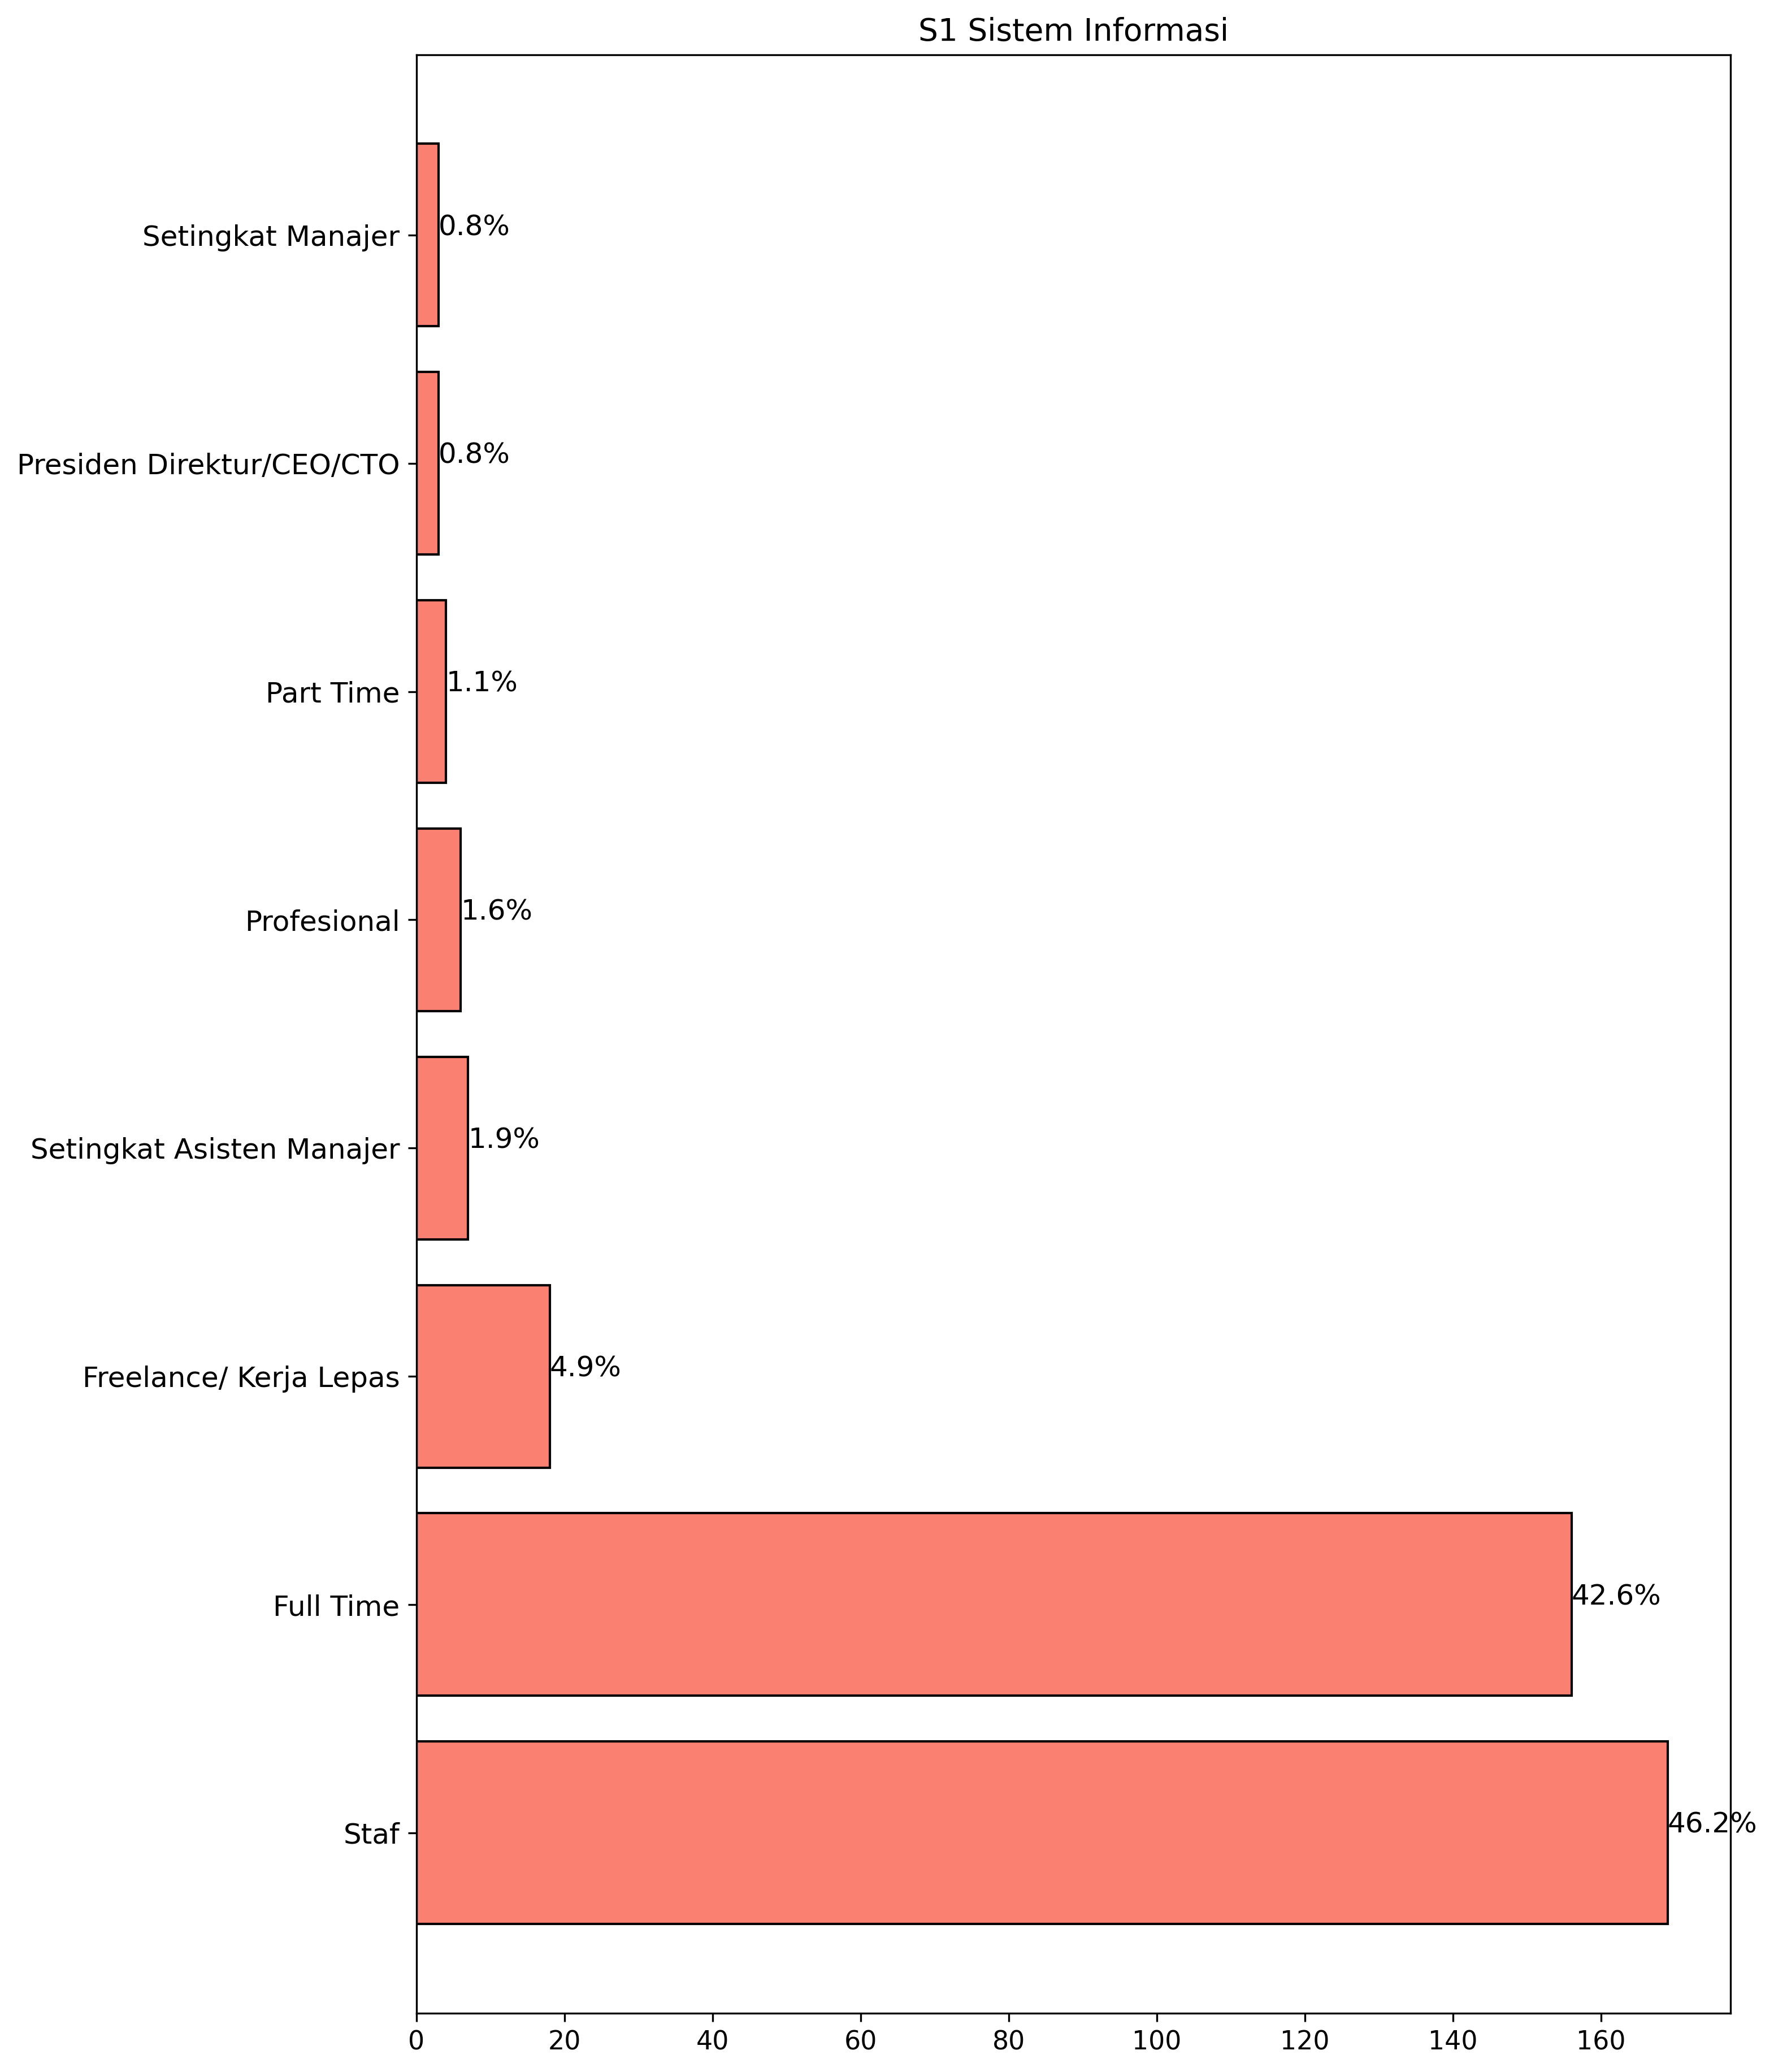 S1 Sistem Informasi
Setingkat Manajer
0.8%
Presiden Direktur/CEO/CTO
0.8%
Part Time
1.1%
Profesional
1.6%
Setingkat Asisten Manajer
1.9%
Freelance/ Kerja Lepas
4.9%
Full Time
42.6%
Staf
46.2%
0 20 40 60 80 100 120 140 160